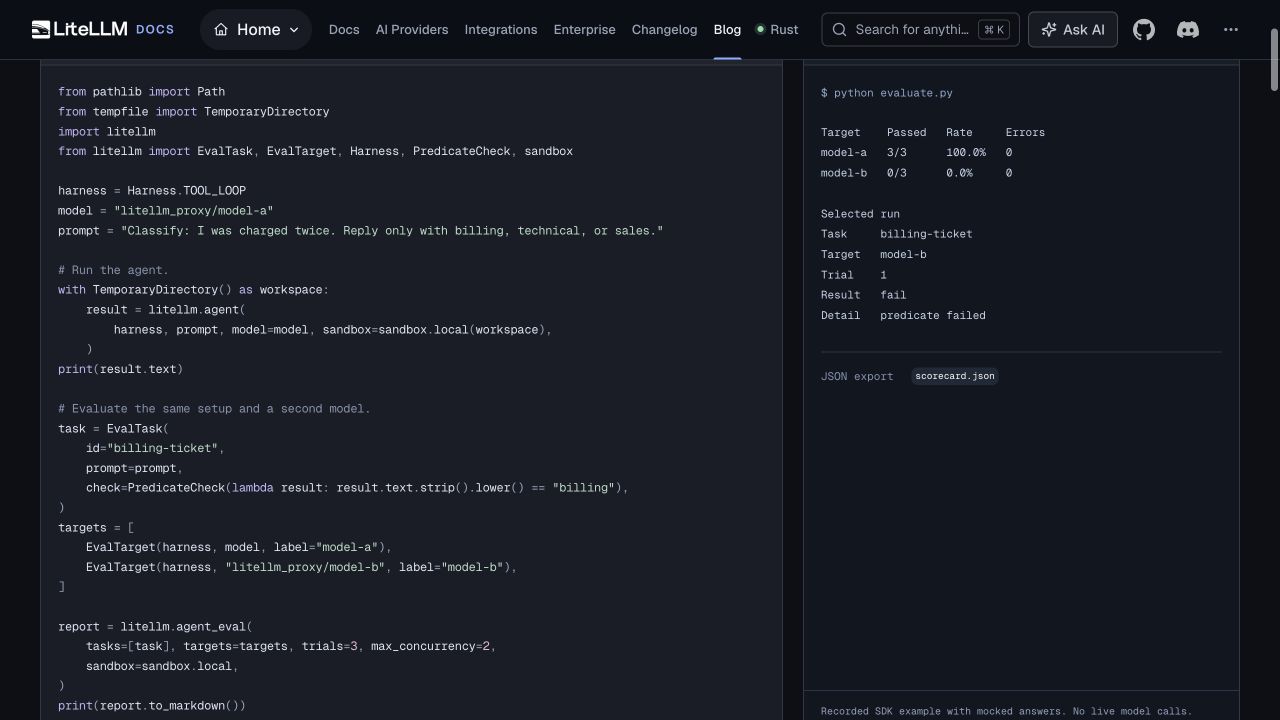 LiteLLM DOCS Home Docs AI Providers Integrations Enterprise Changelog Blog Rust Search for anythi... ⌘ K Ask AI
from pathlib import Path
from tempfile import TemporaryDirectory
import litellm
from litellm import EvalTask, EvalTarget, Harness, PredicateCheck, sandbox
harness = Harness.TOOL_LOOP
model = "litellm_proxy/model-a"
prompt = "Classify: I was charged twice. Reply only with billing, technical, or sales."
# Run the agent.
with TemporaryDirectory() as workspace:
    result = litellm.agent(
        harness, prompt, model=model, sandbox=sandbox.local(workspace),
    )
print(result.text)
# Evaluate the same setup and a second model.
task = EvalTask(
    id="billing-ticket",
    prompt=prompt,
    check=PredicateCheck(lambda result: result.text.strip().lower() == "billing"),
)
targets = [
    EvalTarget(harness, model, label="model-a"),
    EvalTarget(harness, "litellm_proxy/model-b", label="model-b"),
]
report = litellm.agent_eval(
    tasks=[task], targets=targets, trials=3, max_concurrency=2,
    sandbox=sandbox.local,
)
print(report.to_markdown())
$ python evaluate.py
Target Passed Rate Errors
model-a 3/3 100.0% 0
model-b 0/3 0.0% 0
Selected run
Task billing-ticket
Target model-b
Trial 1
Result fail
Detail predicate failed
JSON export scorecard.json
Recorded SDK example with mocked answers. No live model calls.